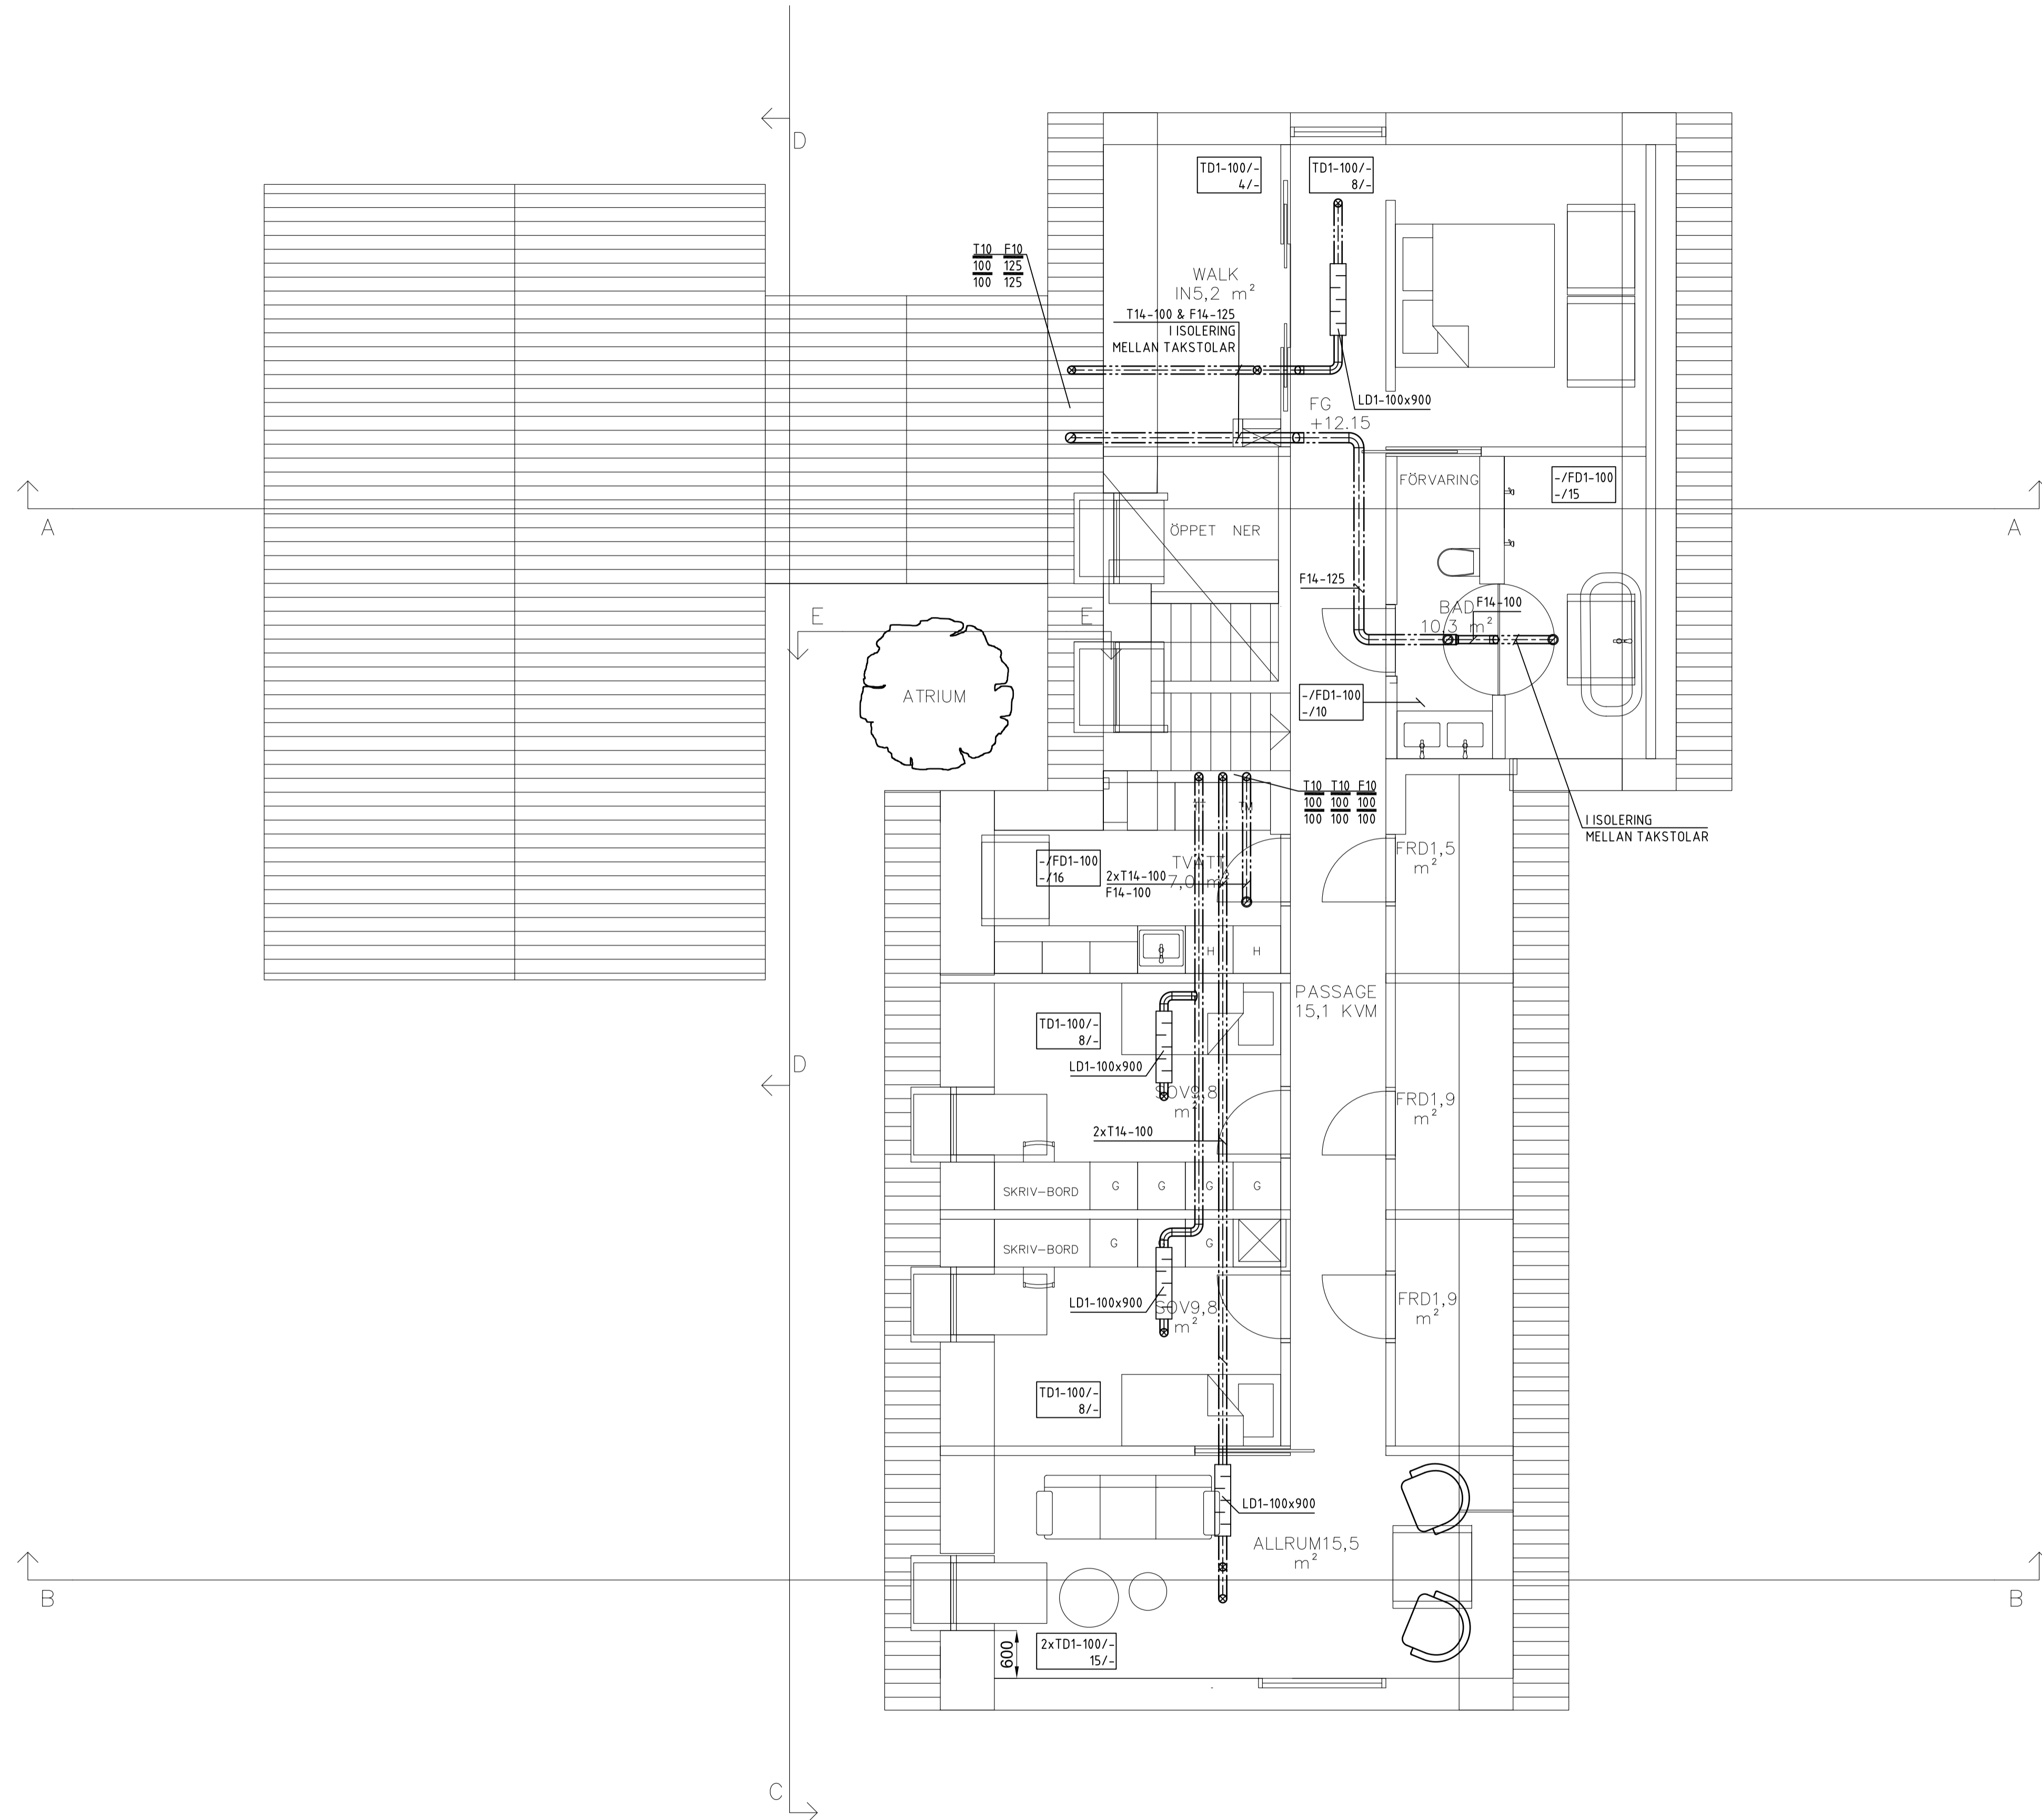 D
TD1-100/-
4/-
TD1-100/-
8/-
T10 F10
100 125
100 125
WALK
IN5,2 m²
T14-100 & F14-125
I ISOLERING
MELLAN TAKSTOLAR
LD1-100x900
FG
+12.15
FÖRVARING
-/FD1-100
-/15
A
A
ÖPPET NER
F14-125
E
E
BAD
10,3 m²
F14-100
ATRIUM
-/FD1-100
-/10
T10 T10 F10
100 100 100
100 100 100
TM
I ISOLERING
MELLAN TAKSTOLAR
FRD1,5
m²
-/FD1-100
-/16
TVÄTT
7,0 m²
2xT14-100
F14-100
H
H
PASSAGE
15,1 KVM
TD1-100/-
8/-
LD1-100x900
D
SOV9,8
m²
FRD1,9
m²
2xT14-100
SKRIV-BORD
G
G
G
G
SKRIV-BORD
G
G
LD1-100x900
SOV9,8
m²
FRD1,9
m²
TD1-100/-
8/-
LD1-100x900
ALLRUM15,5
m²
B
B
600
2xTD1-100/-
15/-
C